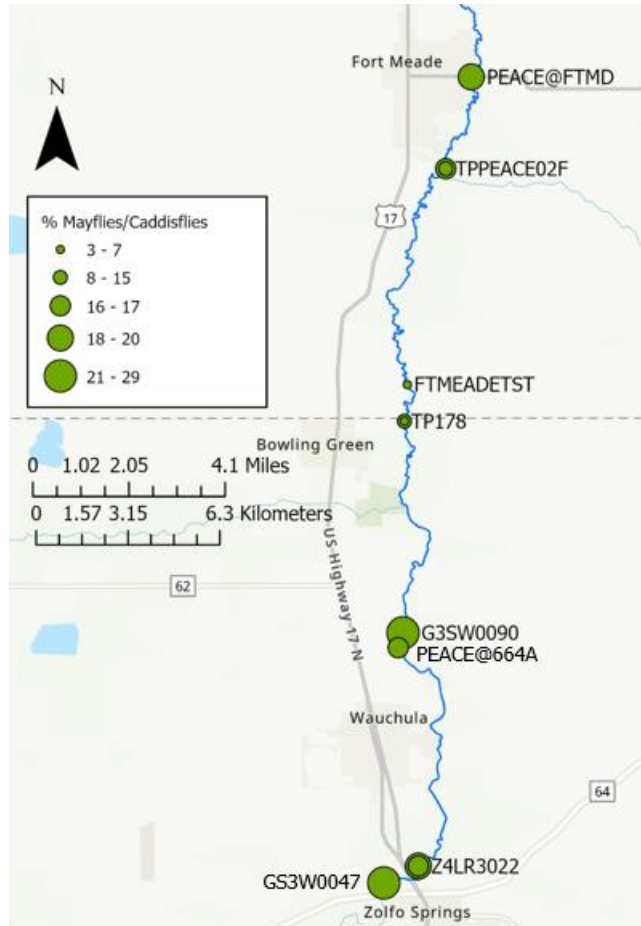 Fort Meade
PEACE@FTMD
N
TPPEACE02F
% Mayflies/Caddisflies
3 - 7
8 - 15
16 - 17
18 - 20
21 - 29
17
FTMEADETST
TP178
Bowling Green
0 1.02 2.05 4.1 Miles
0 1.57 3.15 6.3 Kilometers
US Highway 17 N
62
G3SW0090
PEACE@664A
Wauchula
64
Z4LR3022
GS3W0047
Zolfo Springs